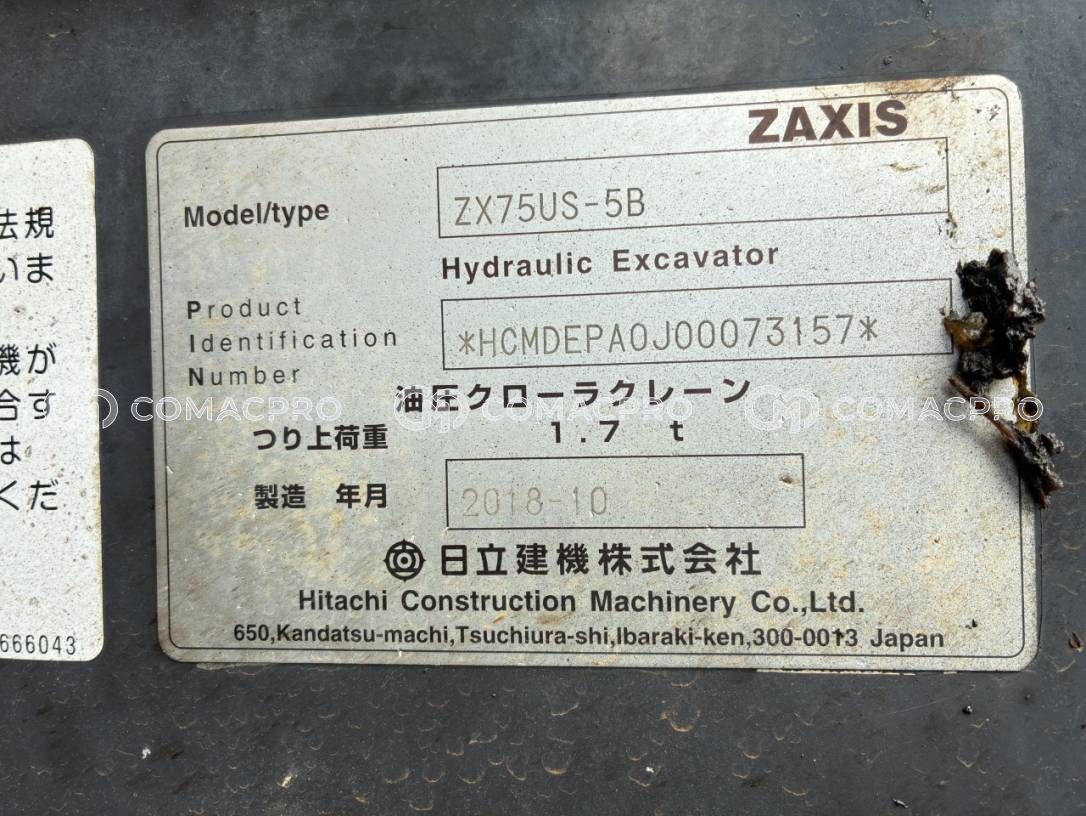 ZAXIS
Model/type ZX75US-5B
Hydraulic Excavator
Product
Identification
Number
*HCMDEPA0J00073157*
油圧クローラクレーン
つり上荷重 1.7 t
製造 年月 2018-10
日立建機株式会社
Hitachi Construction Machinery Co.,Ltd.
650,Kandatsu-machi,Tsuchiura-shi,Ibaraki-ken,300-0013 Japan
法規
いま
機が
合す
は
くだ
666043
COMACPRO COMACPRO COMACPRO